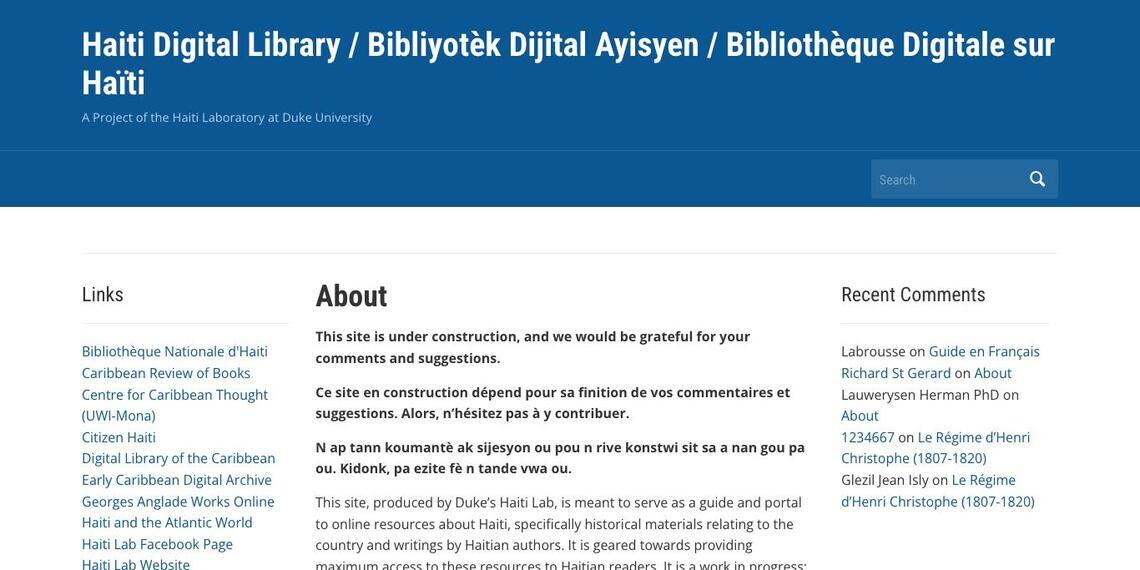 Haiti Digital Library / Bibliyotèk Dijital Ayisyen / Bibliothèque Digitale sur
Haïti
A Project of the Haiti Laboratory at Duke University
Search
Links
Bibliothèque Nationale d'Haiti
Caribbean Review of Books
Centre for Caribbean Thought
(UWI-Mona)
Citizen Haiti
Digital Library of the Caribbean
Early Caribbean Digital Archive
Georges Anglade Works Online
Haiti and the Atlantic World
Haiti Lab Facebook Page
Haiti Lab Website
About
This site is under construction, and we would be grateful for your
comments and suggestions.
Ce site en construction dépend pour sa finition de vos commentaires et
suggestions. Alors, n’hésitez pas à y contribuer.
N ap tann koumantè ak sijesyon ou pou n rive konstwi sit sa a nan gou pa
ou. Kidonk, pa ezite fè n tande vwa ou.
This site, produced by Duke’s Haiti Lab, is meant to serve as a guide and portal
to online resources about Haiti, specifically historical materials relating to the
country and writings by Haitian authors. It is geared towards providing
maximum access to these resources to Haitian readers. It is a work in progress;
Recent Comments
Labrousse on Guide en Français
Richard St Gerard on About
Lauwerysen Herman PhD on
About
1234667 on Le Régime d’Henri
Christophe (1807-1820)
Glezil Jean Isly on Le Régime
d’Henri Christophe (1807-1820)